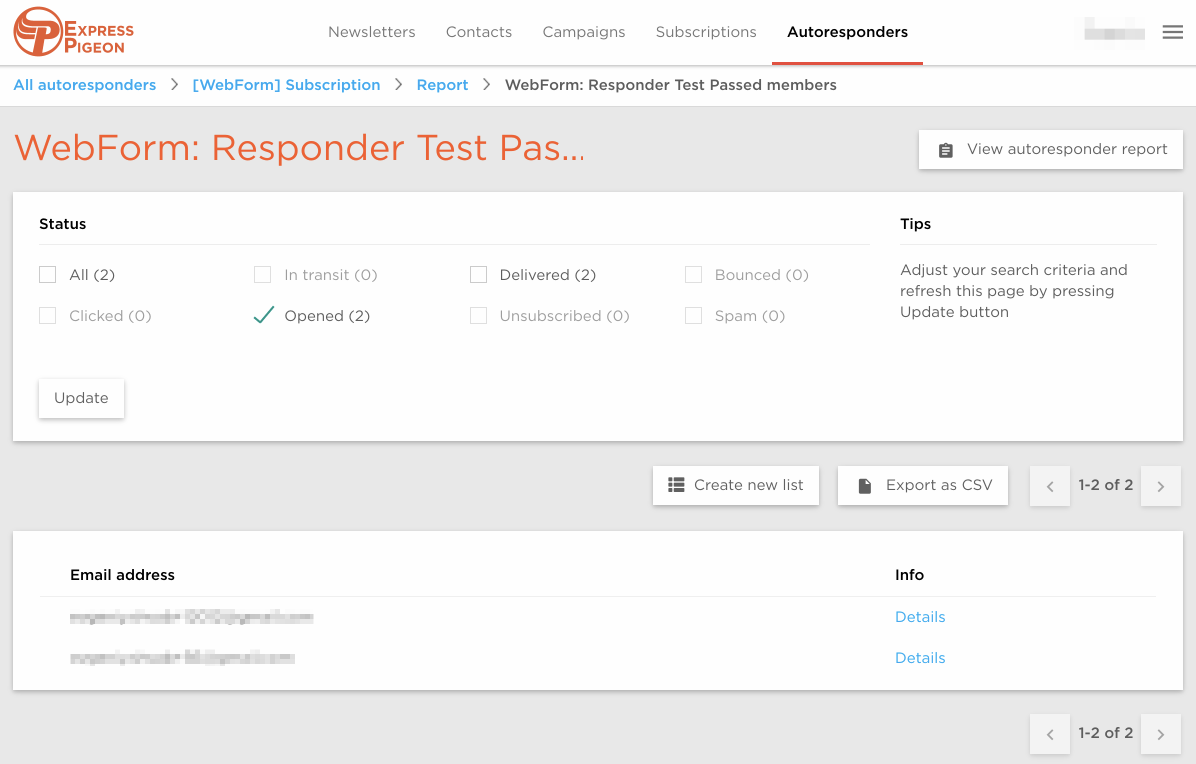 EXPRESS
PIGEON
Newsletters Contacts Campaigns Subscriptions Autoresponders
All autoresponders > [WebForm] Subscription > Report > WebForm: Responder Test Passed members
WebForm: Responder Test Pas...
View autoresponder report
Status
Tips
All (2) In transit (0) Delivered (2) Bounced (0)
Clicked (0) Opened (2) Unsubscribed (0) Spam (0)
Adjust your search criteria and
refresh this page by pressing
Update button
Update
Create new list Export as CSV < 1-2 of 2 >
Email address Info
Details
Details
< 1-2 of 2 >